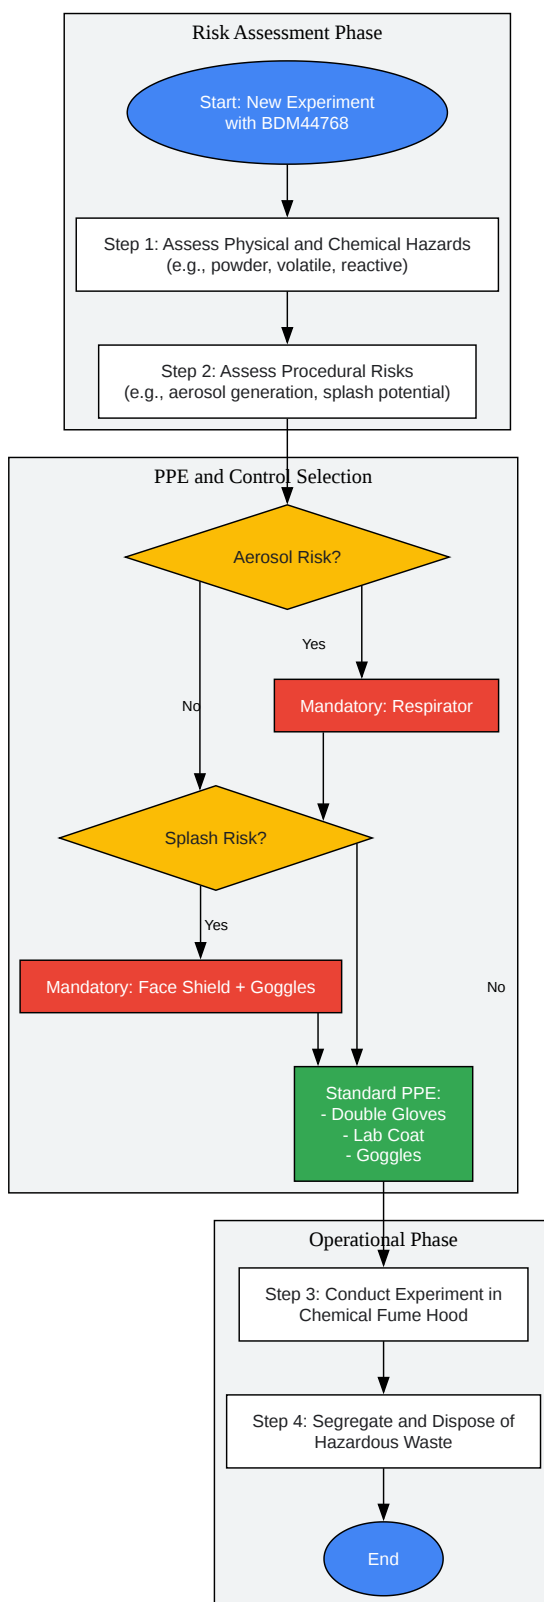 Risk Assessment Phase
Start: New Experiment
with BDM44768
Step 1: Assess Physical and Chemical Hazards
(e.g., powder, volatile, reactive)
Step 2: Assess Procedural Risks
(e.g., aerosol generation, splash potential)
PPE and Control Selection
Aerosol Risk?
Yes
No
Mandatory: Respirator
Splash Risk?
Yes
Mandatory: Face Shield + Goggles
No
Standard PPE:
- Double Gloves
- Lab Coat
- Goggles
Operational Phase
Step 3: Conduct Experiment in
Chemical Fume Hood
Step 4: Segregate and Dispose of
Hazardous Waste
End